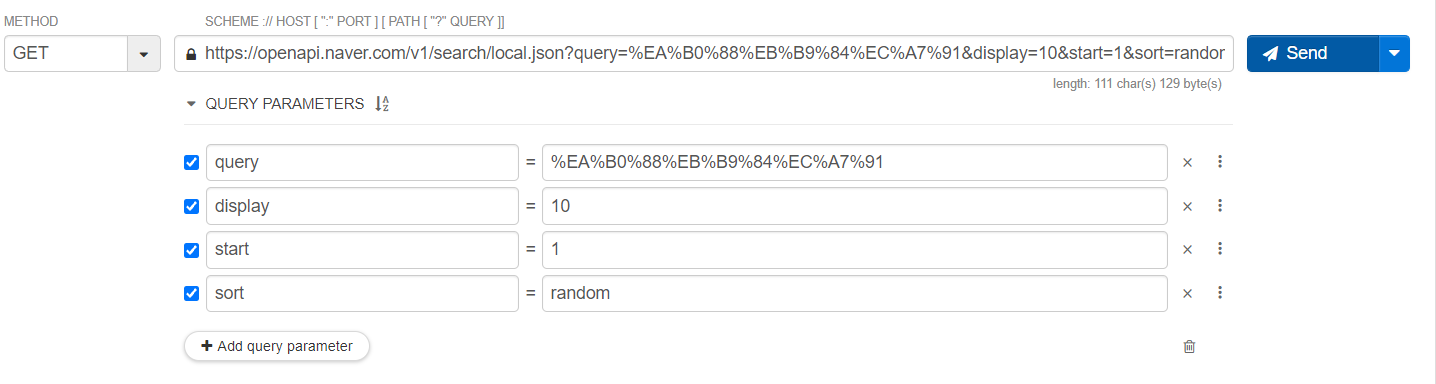 METHOD
SCHEME :// HOST [ ":" PORT ] [ PATH [ "?" QUERY ]]
GET
https://openapi.naver.com/v1/search/local.json?query=%EA%B0%88%EB%B9%84%EC%A7%91&display=10&start=1&sort=randor
Send
length: 111 char(s) 129 byte(s)
QUERY PARAMETERS
query = %EA%B0%88%EB%B9%84%EC%A7%91
display = 10
start = 1
sort = random
+ Add query parameter